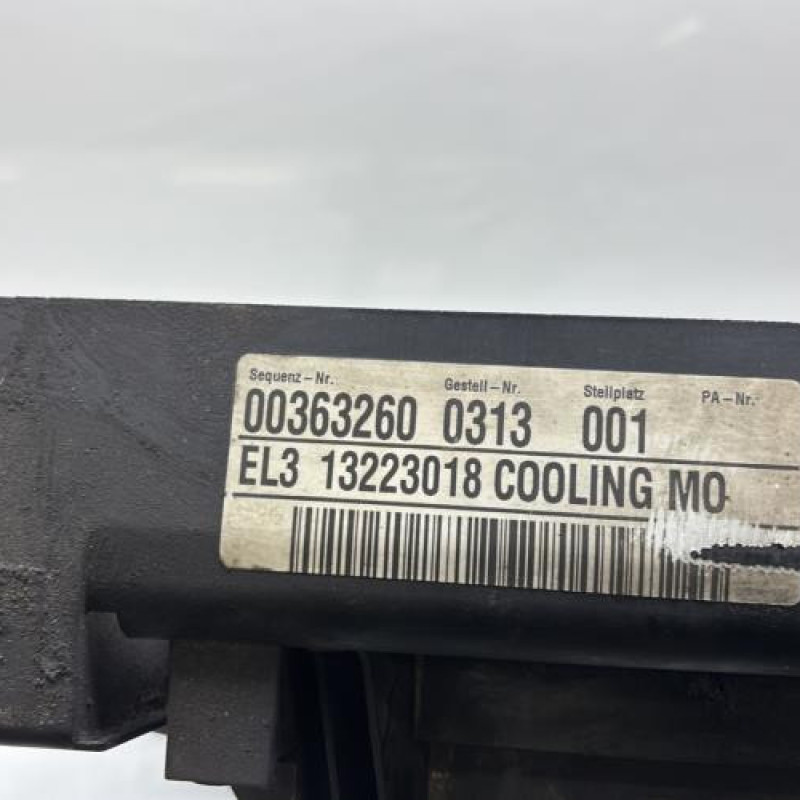 Sequenz-Nr. Gestell-Nr. Stellplatz PA-Nr.
00363260 0313 001
EL3 13223018 COOLING MO